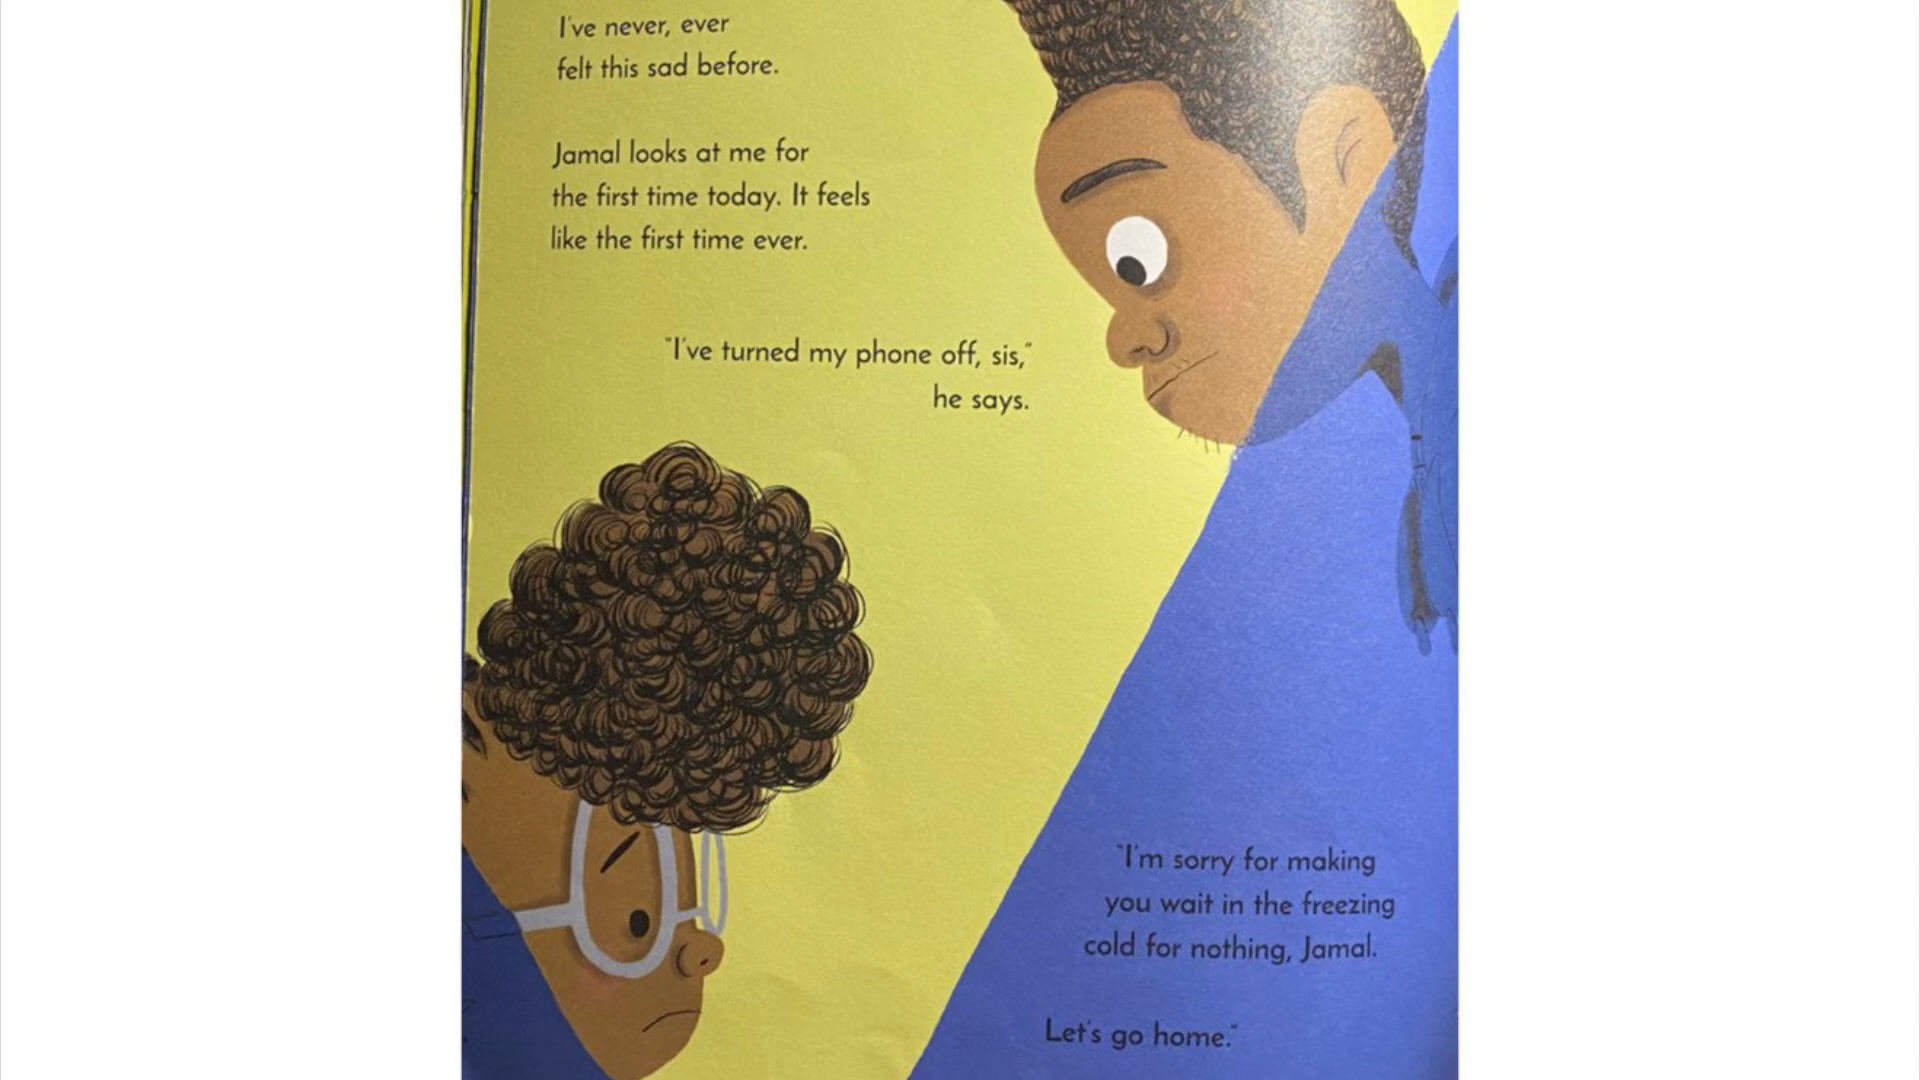 I've never, ever
felt this sad before.
Jamal looks at me for
the first time today. It feels
like the first time ever.
"I've turned my phone off, sis,"
he says.
"I'm sorry for making
you wait in the freezing
cold for nothing, Jamal.
Let's go home."